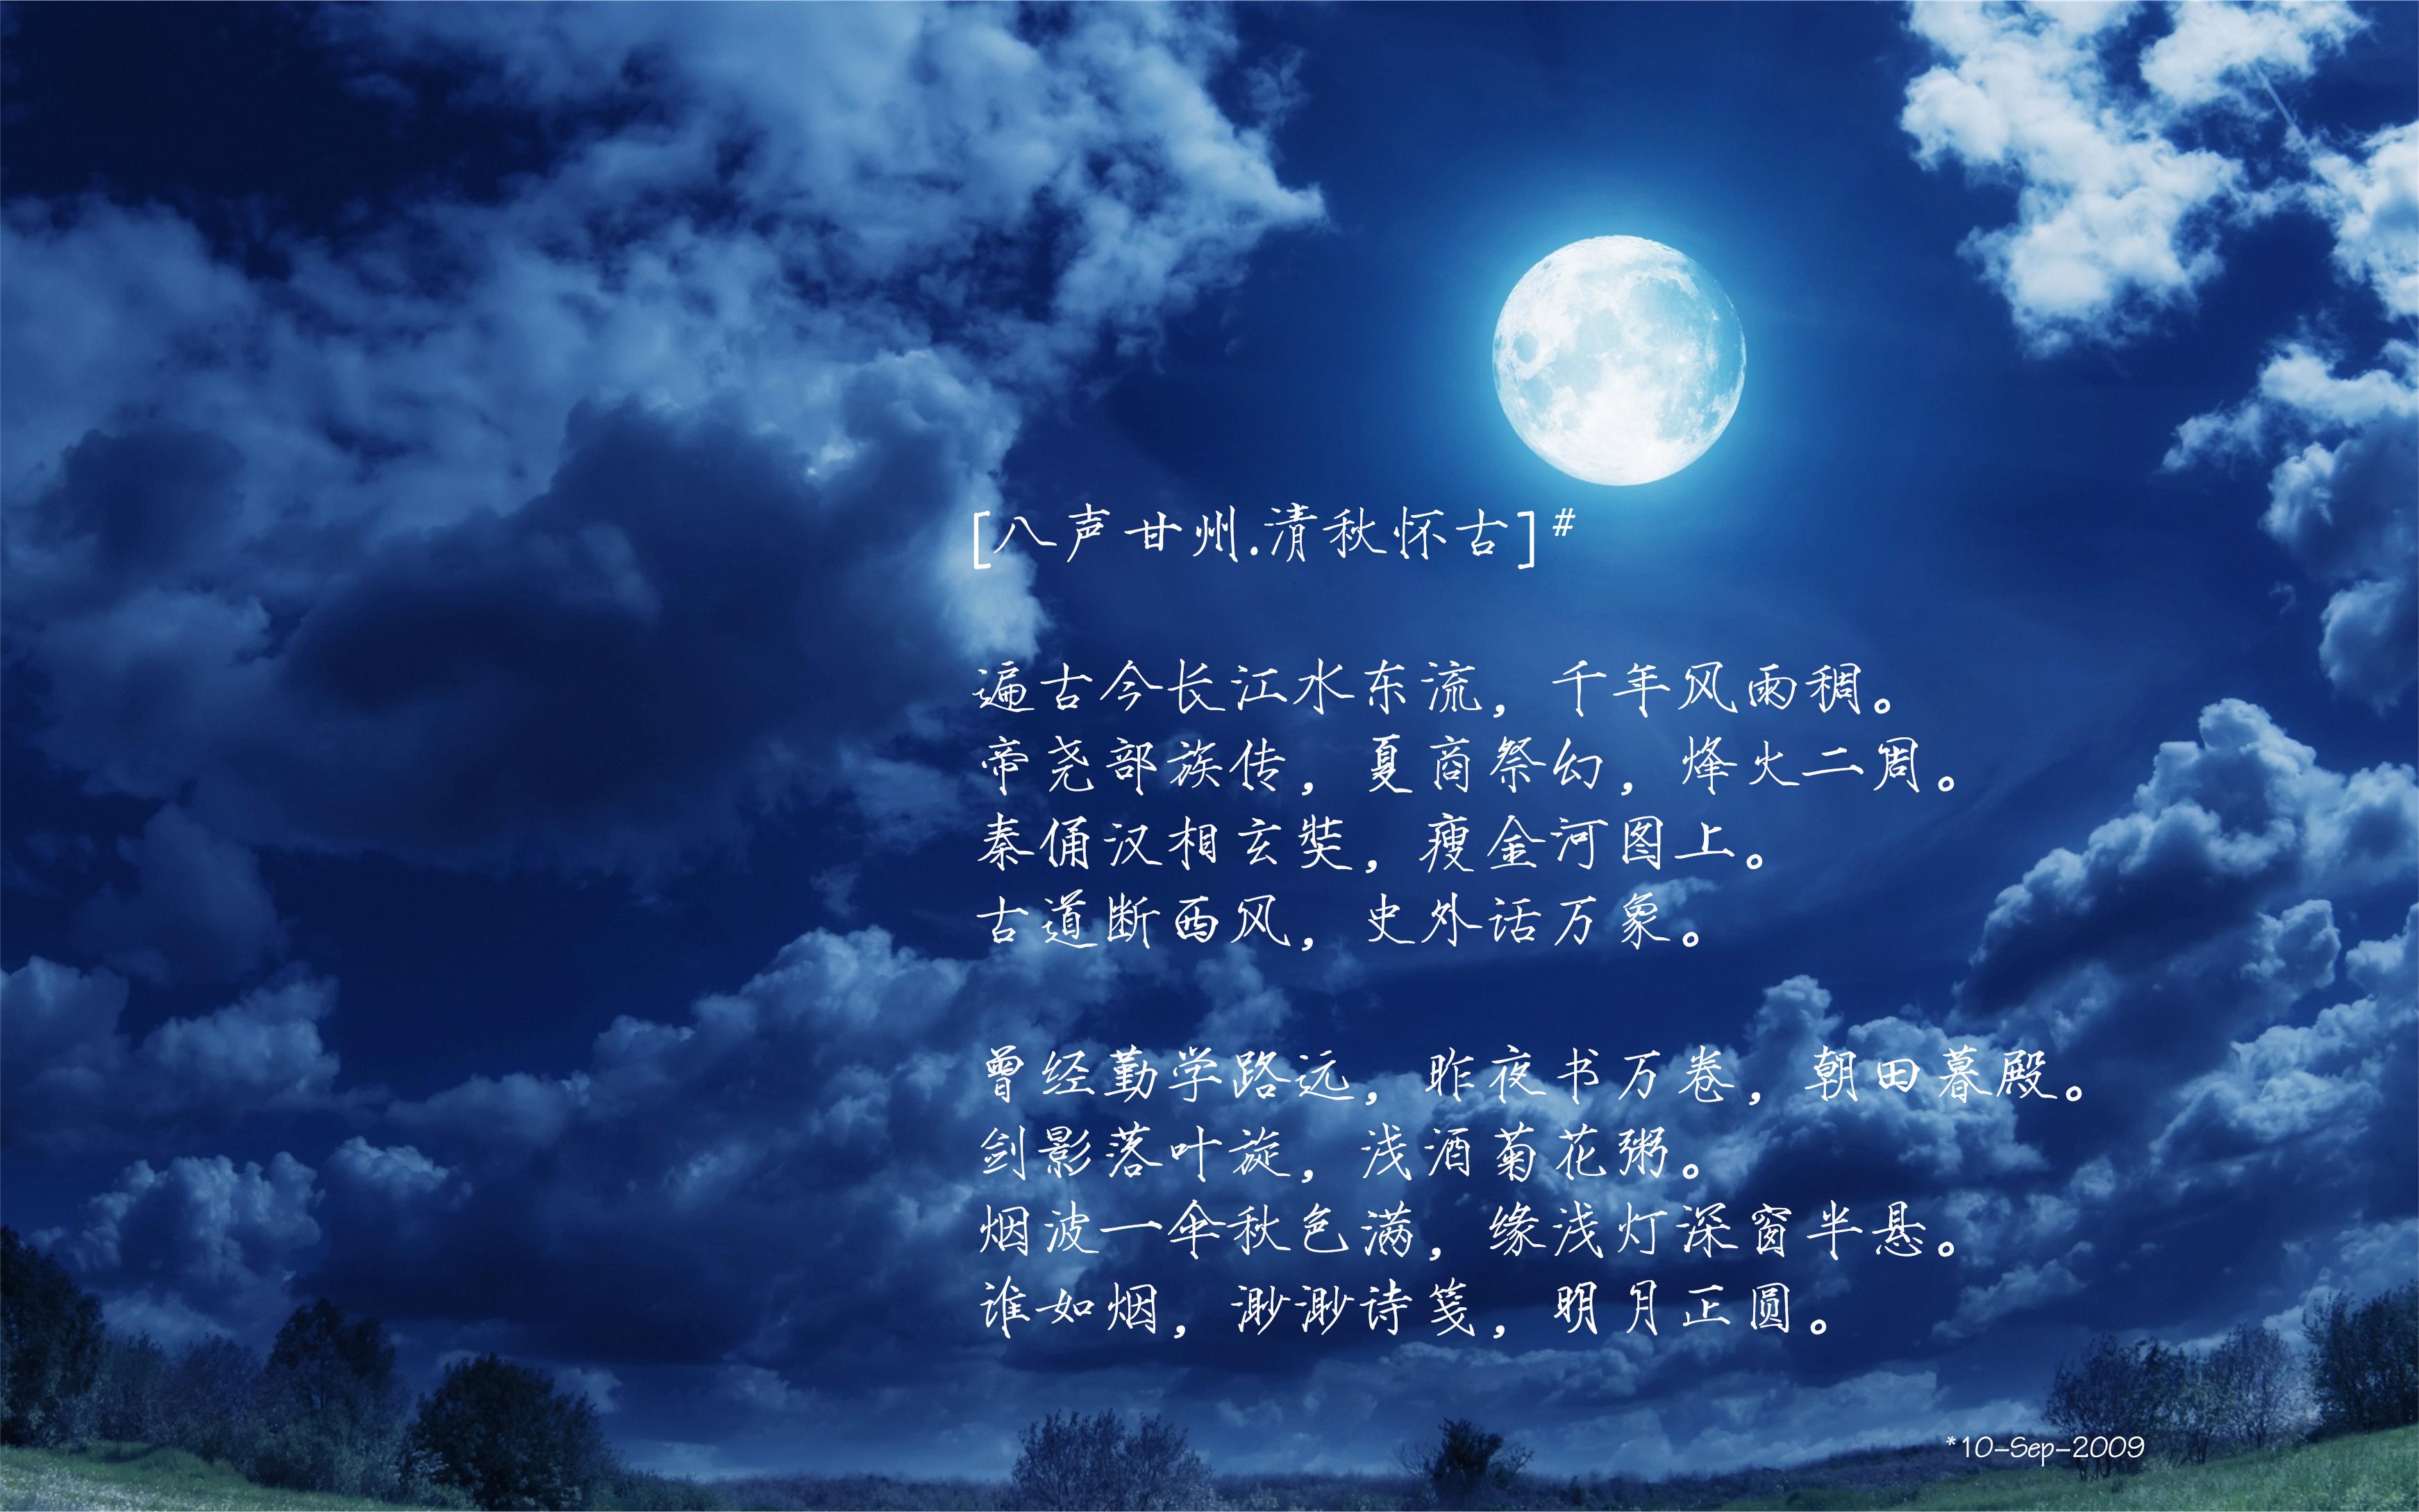 [八声甘州.清秋怀古]#
遍古今长江水东流，千年风雨稠。
帝尧部族传，夏商祭幻，烽火二周。
秦俑汉相玄奘，瘦金河图上。
古道断西风，史外话万象。
曾经勤学路远，昨夜书万卷，朝田暮殿。
剑影落叶旋，浅酒菊花粥。
烟波一伞秋色满，缘浅灯深窗半悬。
谁如烟，渺渺诗笺，明月正圆。
*10-Sep-2009